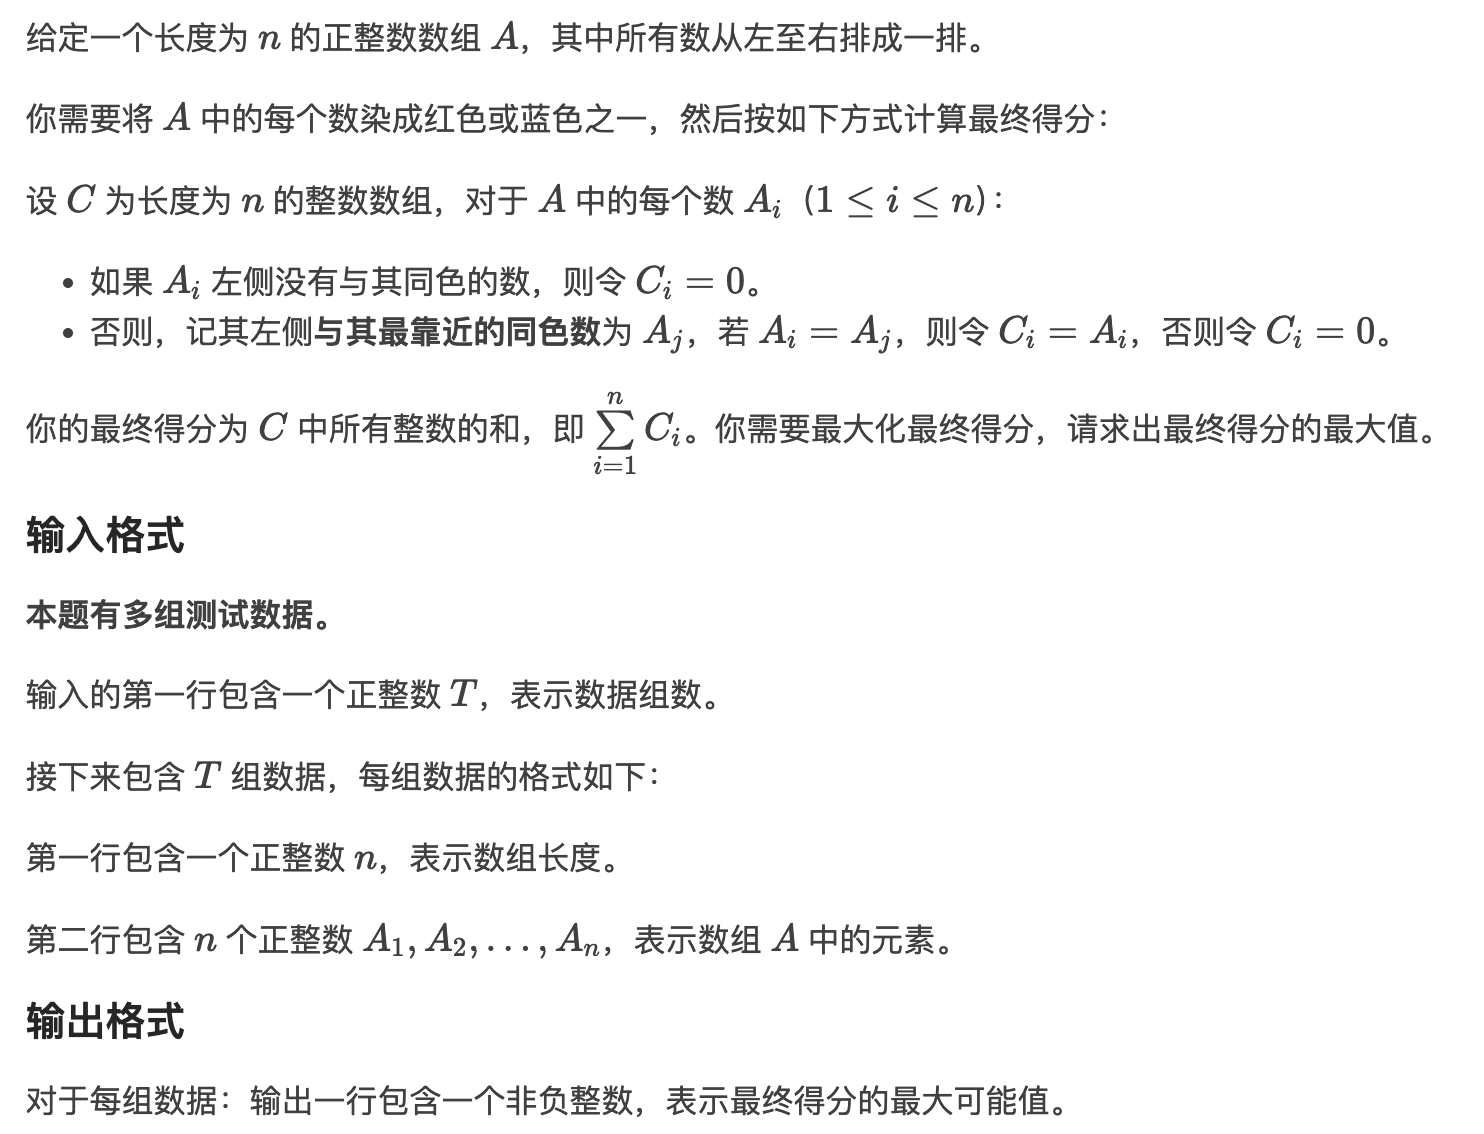 给定一个长度为 n 的正整数数组 A，其中所有数从左至右排成一排。
你需要将 A 中的每个数染成红色或蓝色之一，然后按如下方式计算最终得分：
设 C 为长度为 n 的整数数组，对于 A 中的每个数 A_i（1 ≤ i ≤ n）：
• 如果 A_i 左侧没有与其同色的数，则令 C_i = 0。
• 否则，记其左侧与其最靠近的同色数为 A_j，若 A_i = A_j，则令 C_i = A_i，否则令 C_i = 0。
你的最终得分为 C 中所有整数的和，即 \sum_{i=1}^{n} C_i。你需要最大化最终得分，请求出最终得分的最大值。
输入格式
本题有多组测试数据。
输入的第一行包含一个正整数 T，表示数据组数。
接下来包含 T 组数据，每组数据的格式如下：
第一行包含一个正整数 n，表示数组长度。
第二行包含 n 个正整数 A_1, A_2, . . . , A_n，表示数组 A 中的元素。
输出格式
对于每组数据：输出一行包含一个非负整数，表示最终得分的最大可能值。